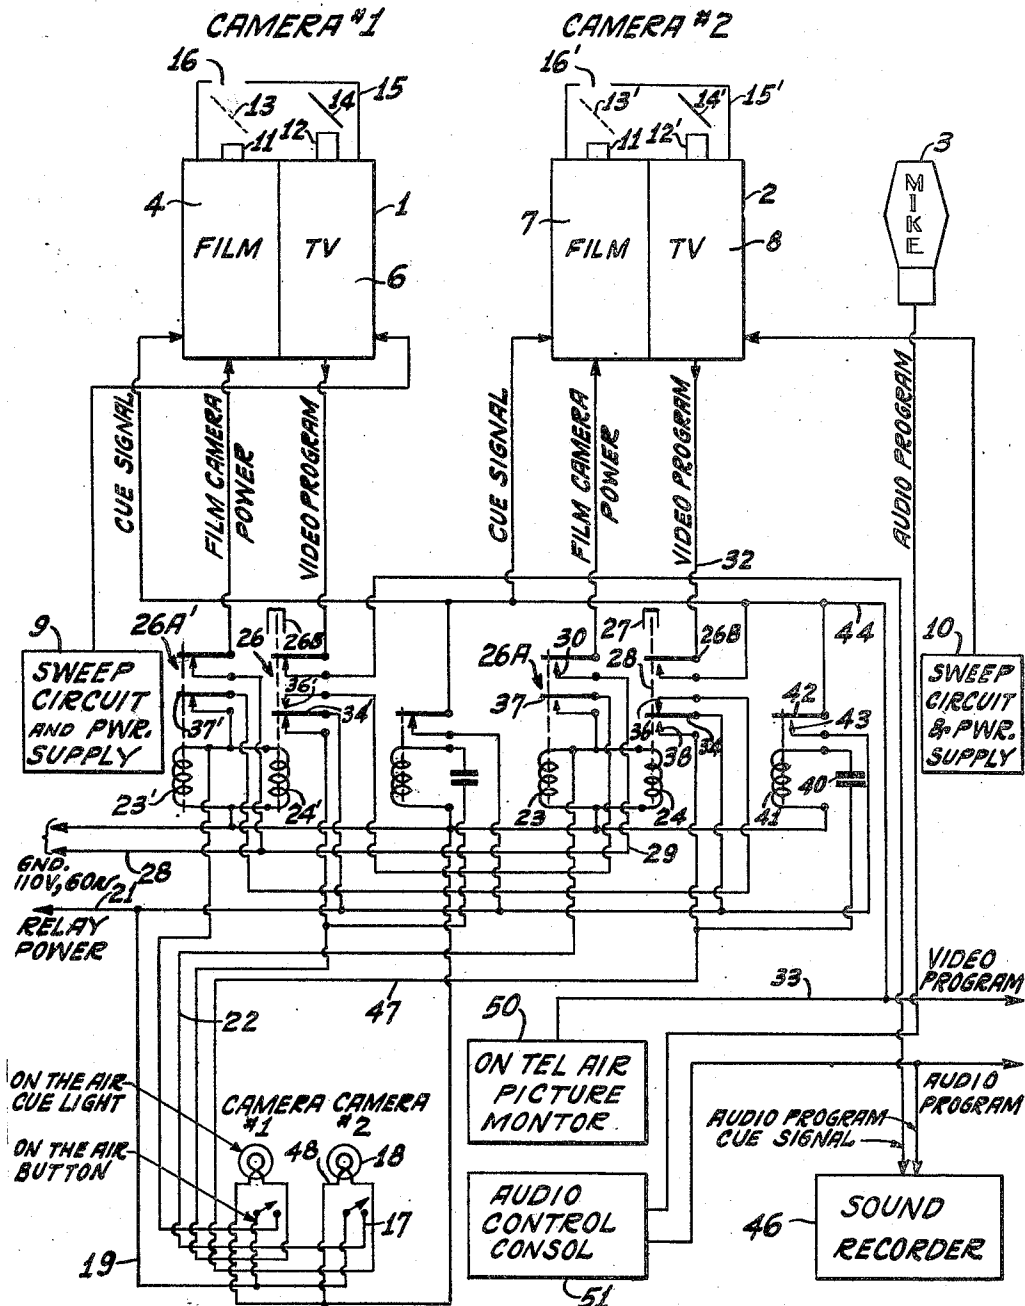 CAMERA #1
CAMERA #2
16
13
14
15
11
12
16'
13'
14'
15'
11
12'
3
MIKE
4
1
FILM
TV
6
7
2
FILM
TV
8
CUE SIGNAL
FILM CAMERA
POWER
VIDEO PROGRAM
CUE SIGNAL
FILM CAMERA
POWER
VIDEO PROGRAM
AUDIO PROGRAM
32
9
26A'
26
26B'
27
30
28
26B
44
10
SWEEP
CIRCUIT
AND PWR.
SUPPLY
37'
36'
34'
26A
37
36
38
34
42
43
SWEEP
CIRCUIT
& PWR.
SUPPLY
23'
24'
23
24
40
41
GND.
110V, 60~
28
29
21
RELAY
POWER
22
47
33
VIDEO
PROGRAM
50
ON TEL AIR
PICTURE
MONTOR
ON THE AIR
CUE LIGHT
ON THE AIR
BUTTON
CAMERA
#1
CAMERA
#2
48
18
17
19
AUDIO
PROGRAM
AUDIO PROGRAM
CUE SIGNAL
AUDIO
CONTROL
CONSOL
51
46
SOUND
RECORDER